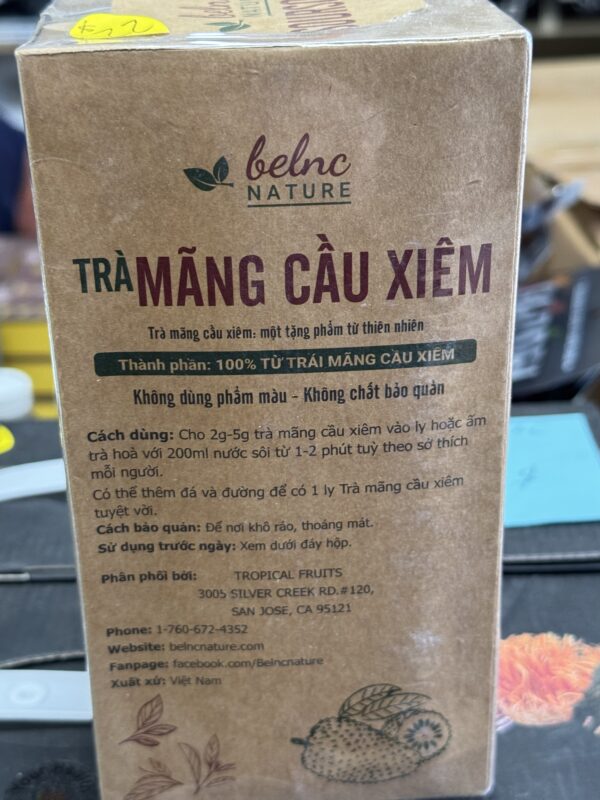 $22
belnc
NATURE
TRÀ MÃNG CẦU XIÊM
Trà mãng cầu xiêm: một tặng phẩm từ thiên nhiên
Thành phần: 100% TỪ TRÁI MÃNG CẦU XIÊM
Không dùng phẩm màu - Không chất bảo quản
Cách dùng: Cho 2g-5g trà mãng cầu xiêm vào ly hoặc ấm
trà hoà với 200ml nước sôi từ 1-2 phút tuỳ theo sở thích
mỗi người.
Có thể thêm đá và đường để có 1 ly Trà mãng cầu xiêm
tuyệt vời.
Cách bảo quản: Để nơi khô ráo, thoáng mát.
Sử dụng trước ngày: Xem dưới đáy hộp.
Phân phối bởi: TROPICAL FRUITS
3005 SILVER CREEK RD.#120,
SAN JOSE, CA 95121
Phone: 1-760-672-4352
Website: belncnature.com
Fanpage: facebook.com/Belncnature
Xuất xứ: Việt Nam